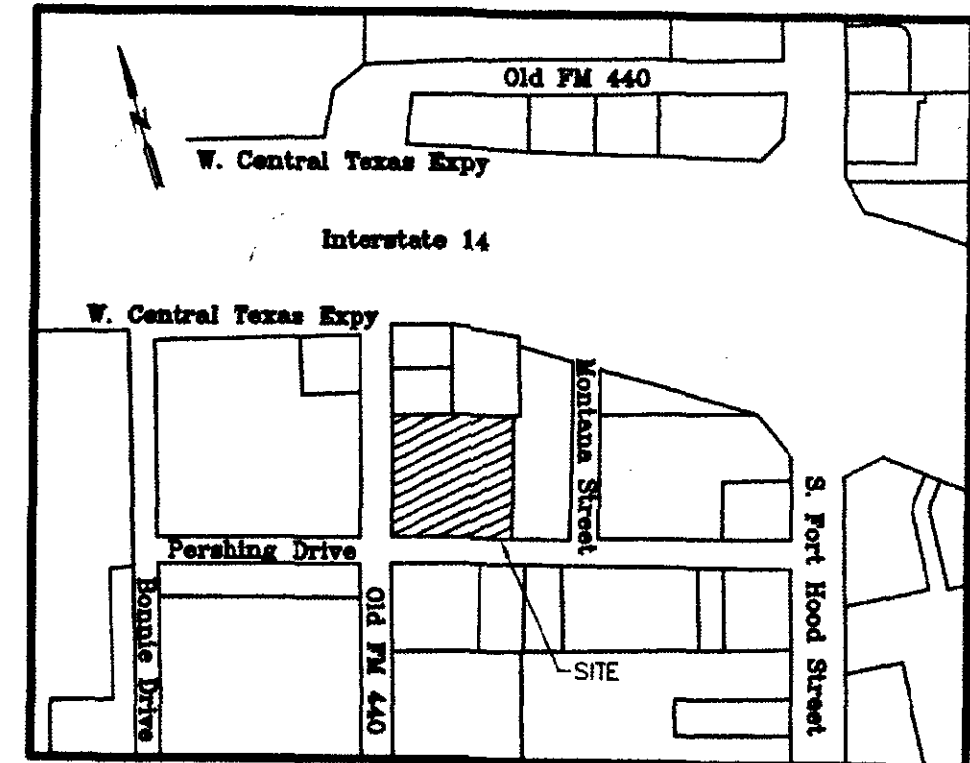 Old FM 440
N
W. Central Texas Expy
Interstate 14
W. Central Texas Expy
Montana Street
S. Fort Hood Street
Pershing Drive
Bonnie Drive
Old FM 440
SITE